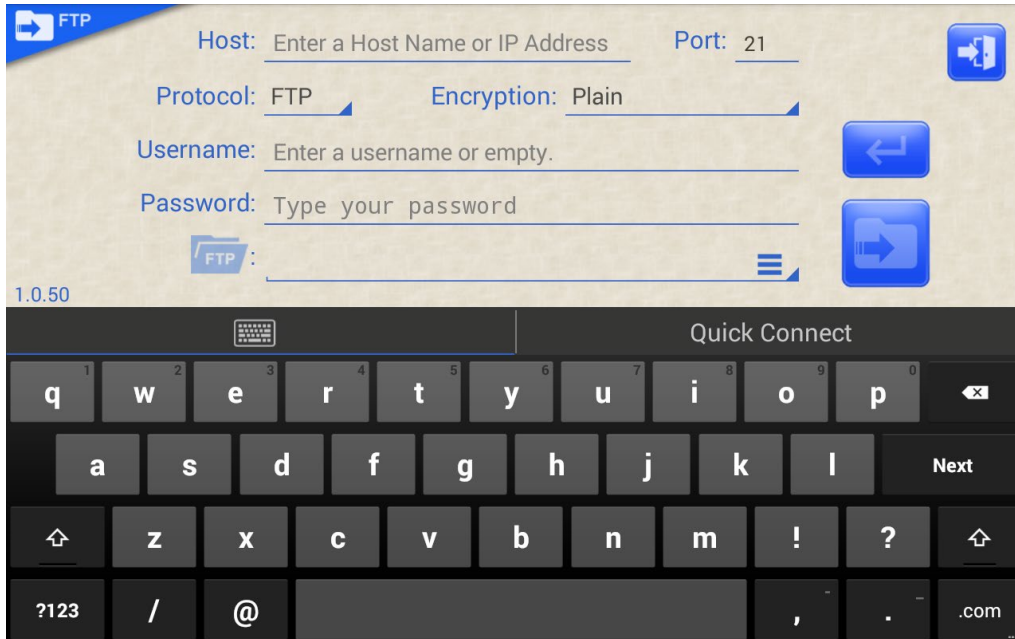 FTP
Host: Enter a Host Name or IP Address Port: 21
Protocol: FTP Encryption: Plain
Username: Enter a username or empty.
Password: Type your password
FTP :
1.0.50
Quick Connect
1 2 3 4 5 6 7 8 9 0
q w e r t y u i o p
a s d f g h j k l Next
z x c v b n m ! ?
?123 / @ , . .com